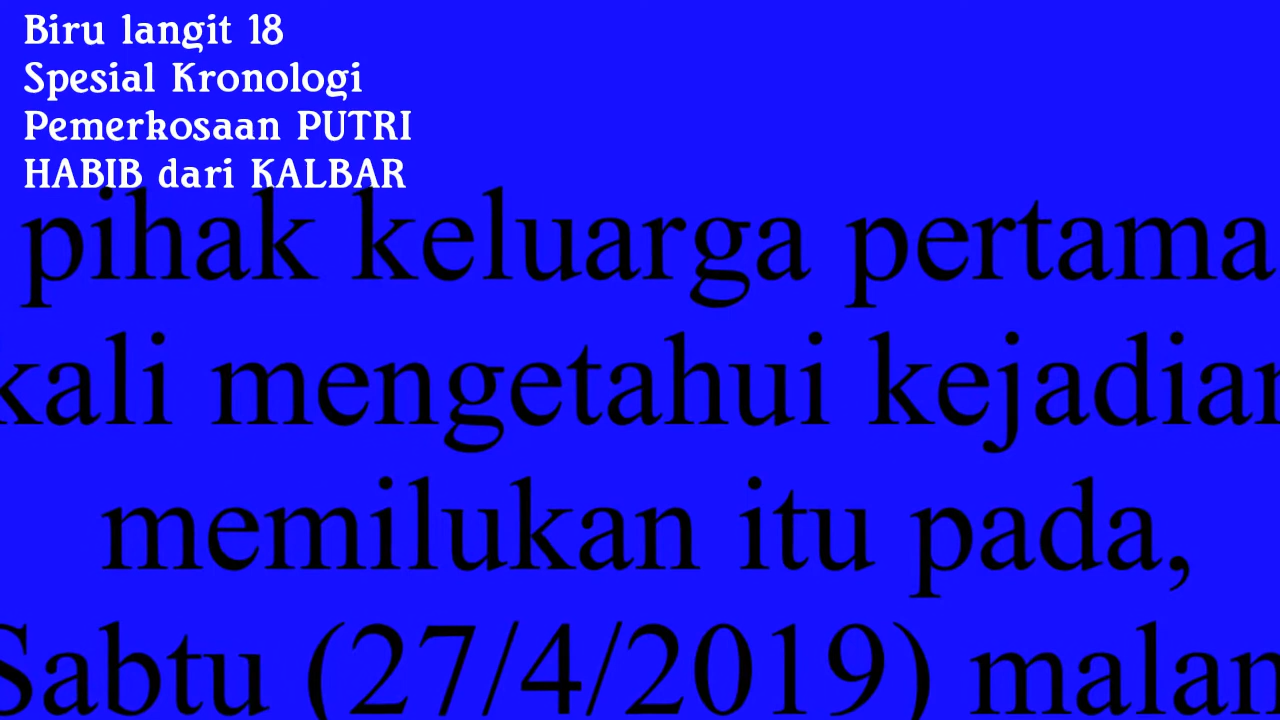 Biru langit 18
Spesial Kronologi
Pemerkosaan PUTRI
HABIB dari KALBAR
pihak keluarga pertama
kali mengetahui kejadian
memilukan itu pada,
Sabtu (27/4/2019) malam